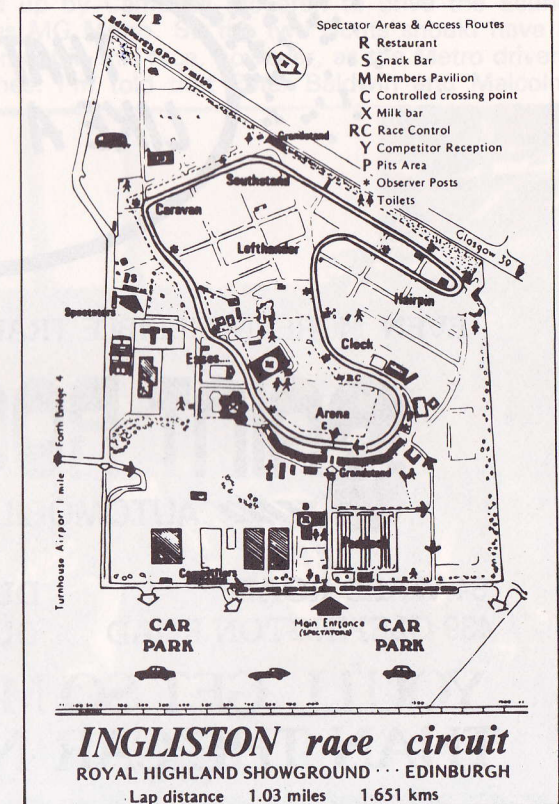 Edinburgh GPO 7 miles
P
Spectator Areas & Access Routes
R Restaurant
S Snack Bar
M Members Pavilion
C Controlled crossing point
X Milk bar
RC Race Control
Y Competitor Reception
P Pits Area
* Observer Posts
Toilets
Grandstand
Southstand
Caravan
Glasgow 39
Lefthander
Hairpin
Spectators
Clock
Esses
RC
Arena
C
Grandstand
Turnhouse Airport 1 mile
Forth Bridge 4
Competitors
CAR PARK
Main Entrance
(SPECTATORS)
CAR PARK
INGLISTON race circuit
ROYAL HIGHLAND SHOWGROUND ··· EDINBURGH
Lap distance 1.03 miles 1.651 kms